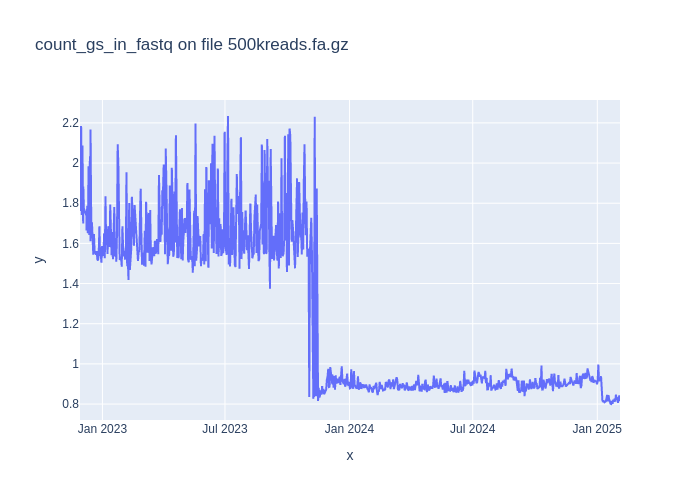 count_gs_in_fastq on file 500kreads.fa.gz
2.2
2
1.8
1.6
1.4
1.2
1
0.8
y
Jan 2023
Jul 2023
Jan 2024
Jul 2024
Jan 2025
x